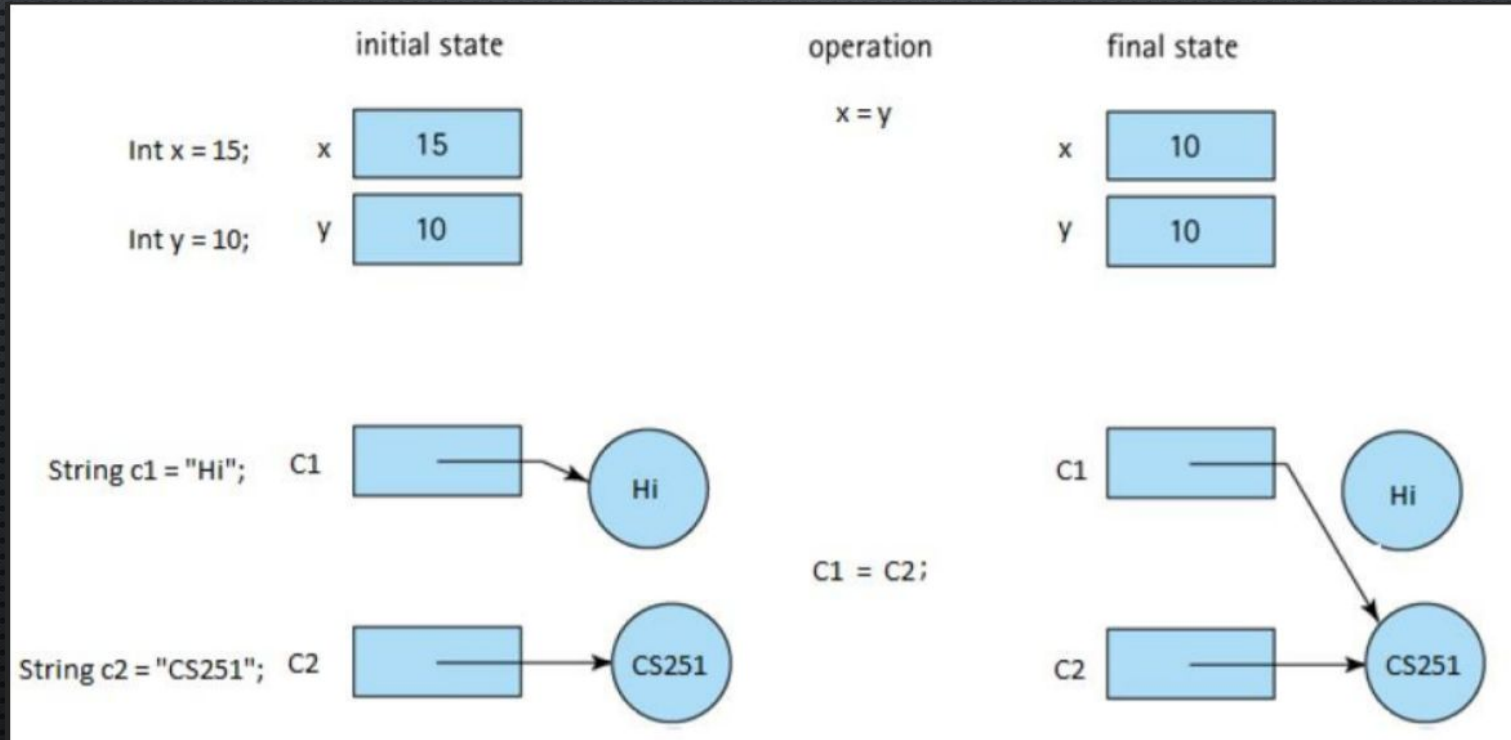 initial state operation final state
x = y
Int x = 15; x 15 x 10
Int y = 10; y 10 y 10
String c1 = "Hi"; C1 Hi C1 Hi
C1 = C2;
String c2 = "CS251"; C2 CS251 C2 CS251